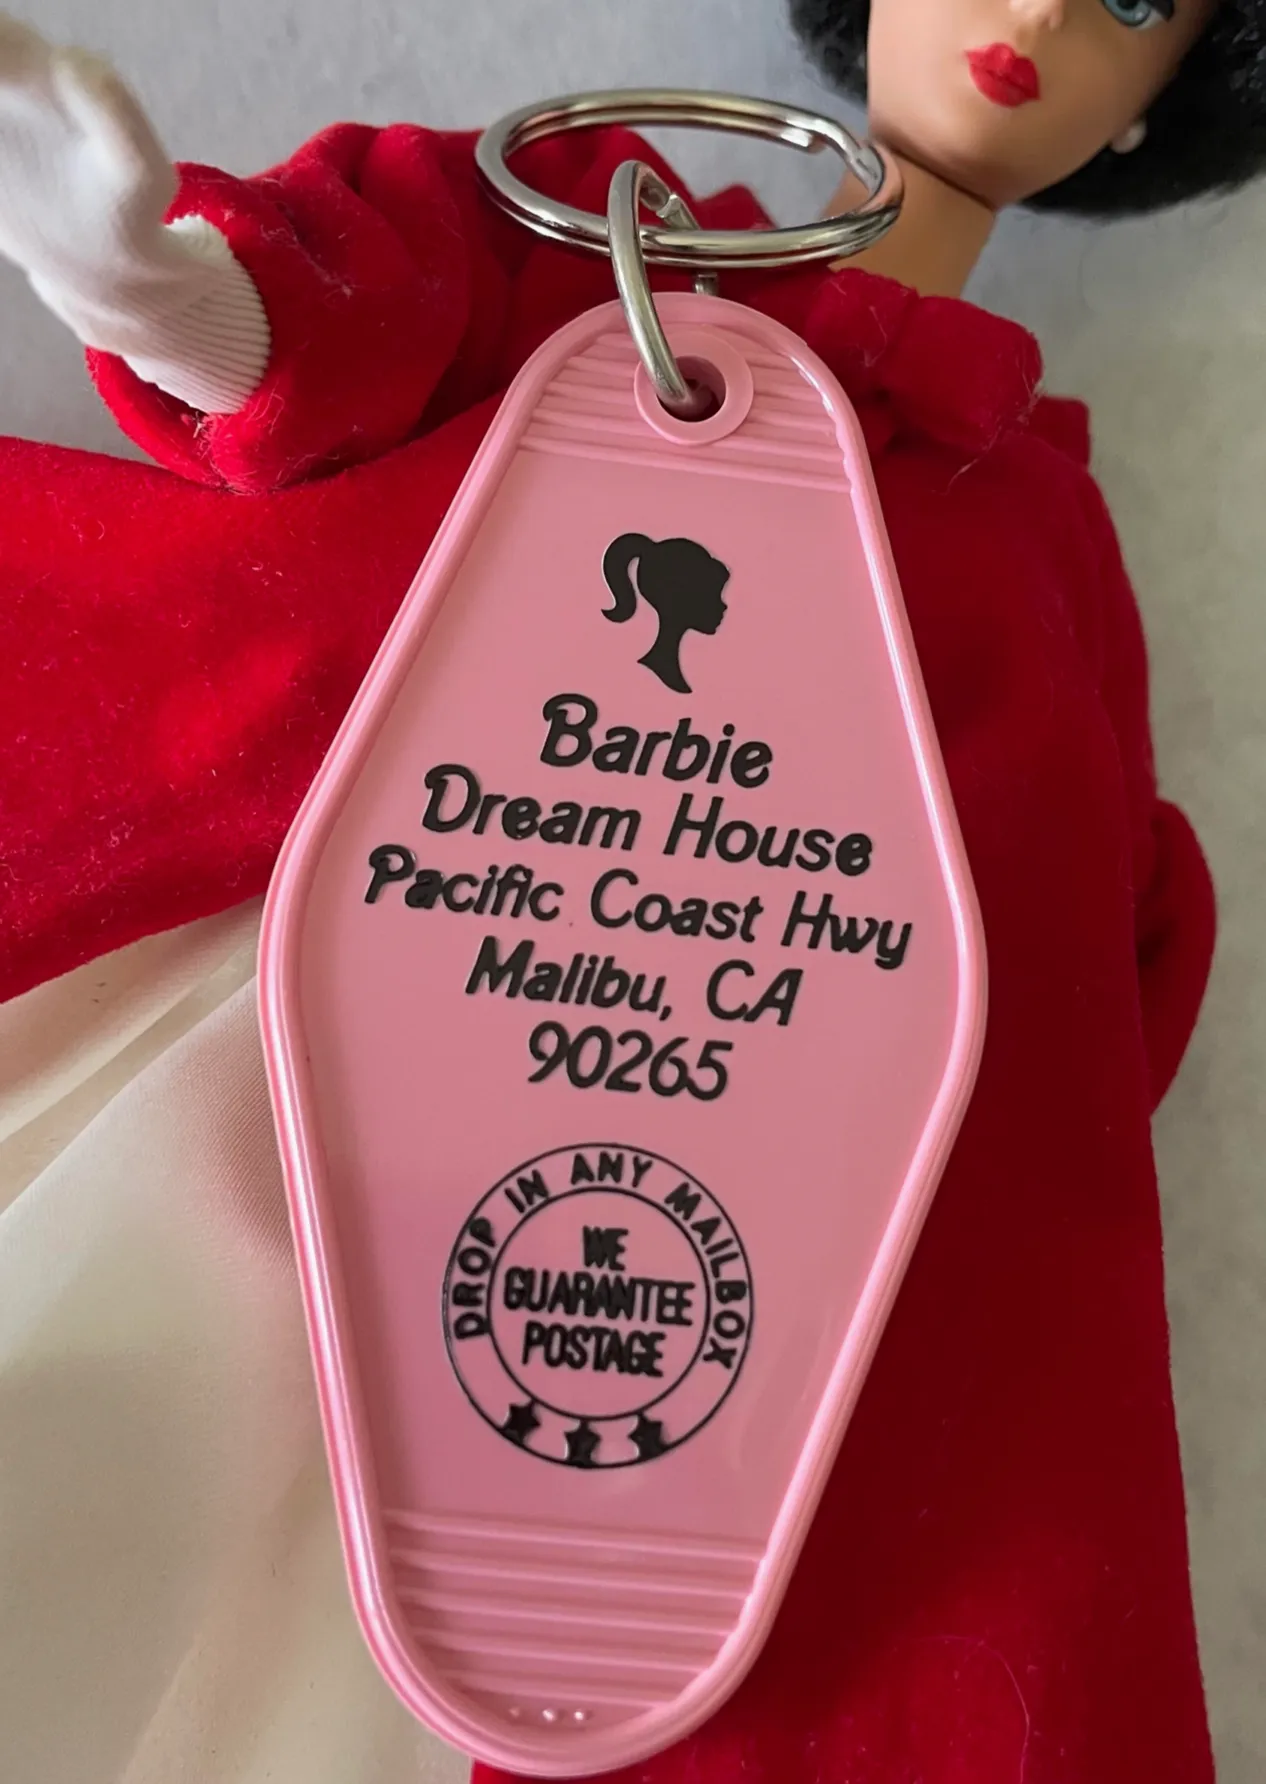 Barbie
Dream House
Pacific Coast Hwy
Malibu, CA
90265
DROP IN ANY MAILBOX
WE
GUARANTEE
POSTAGE